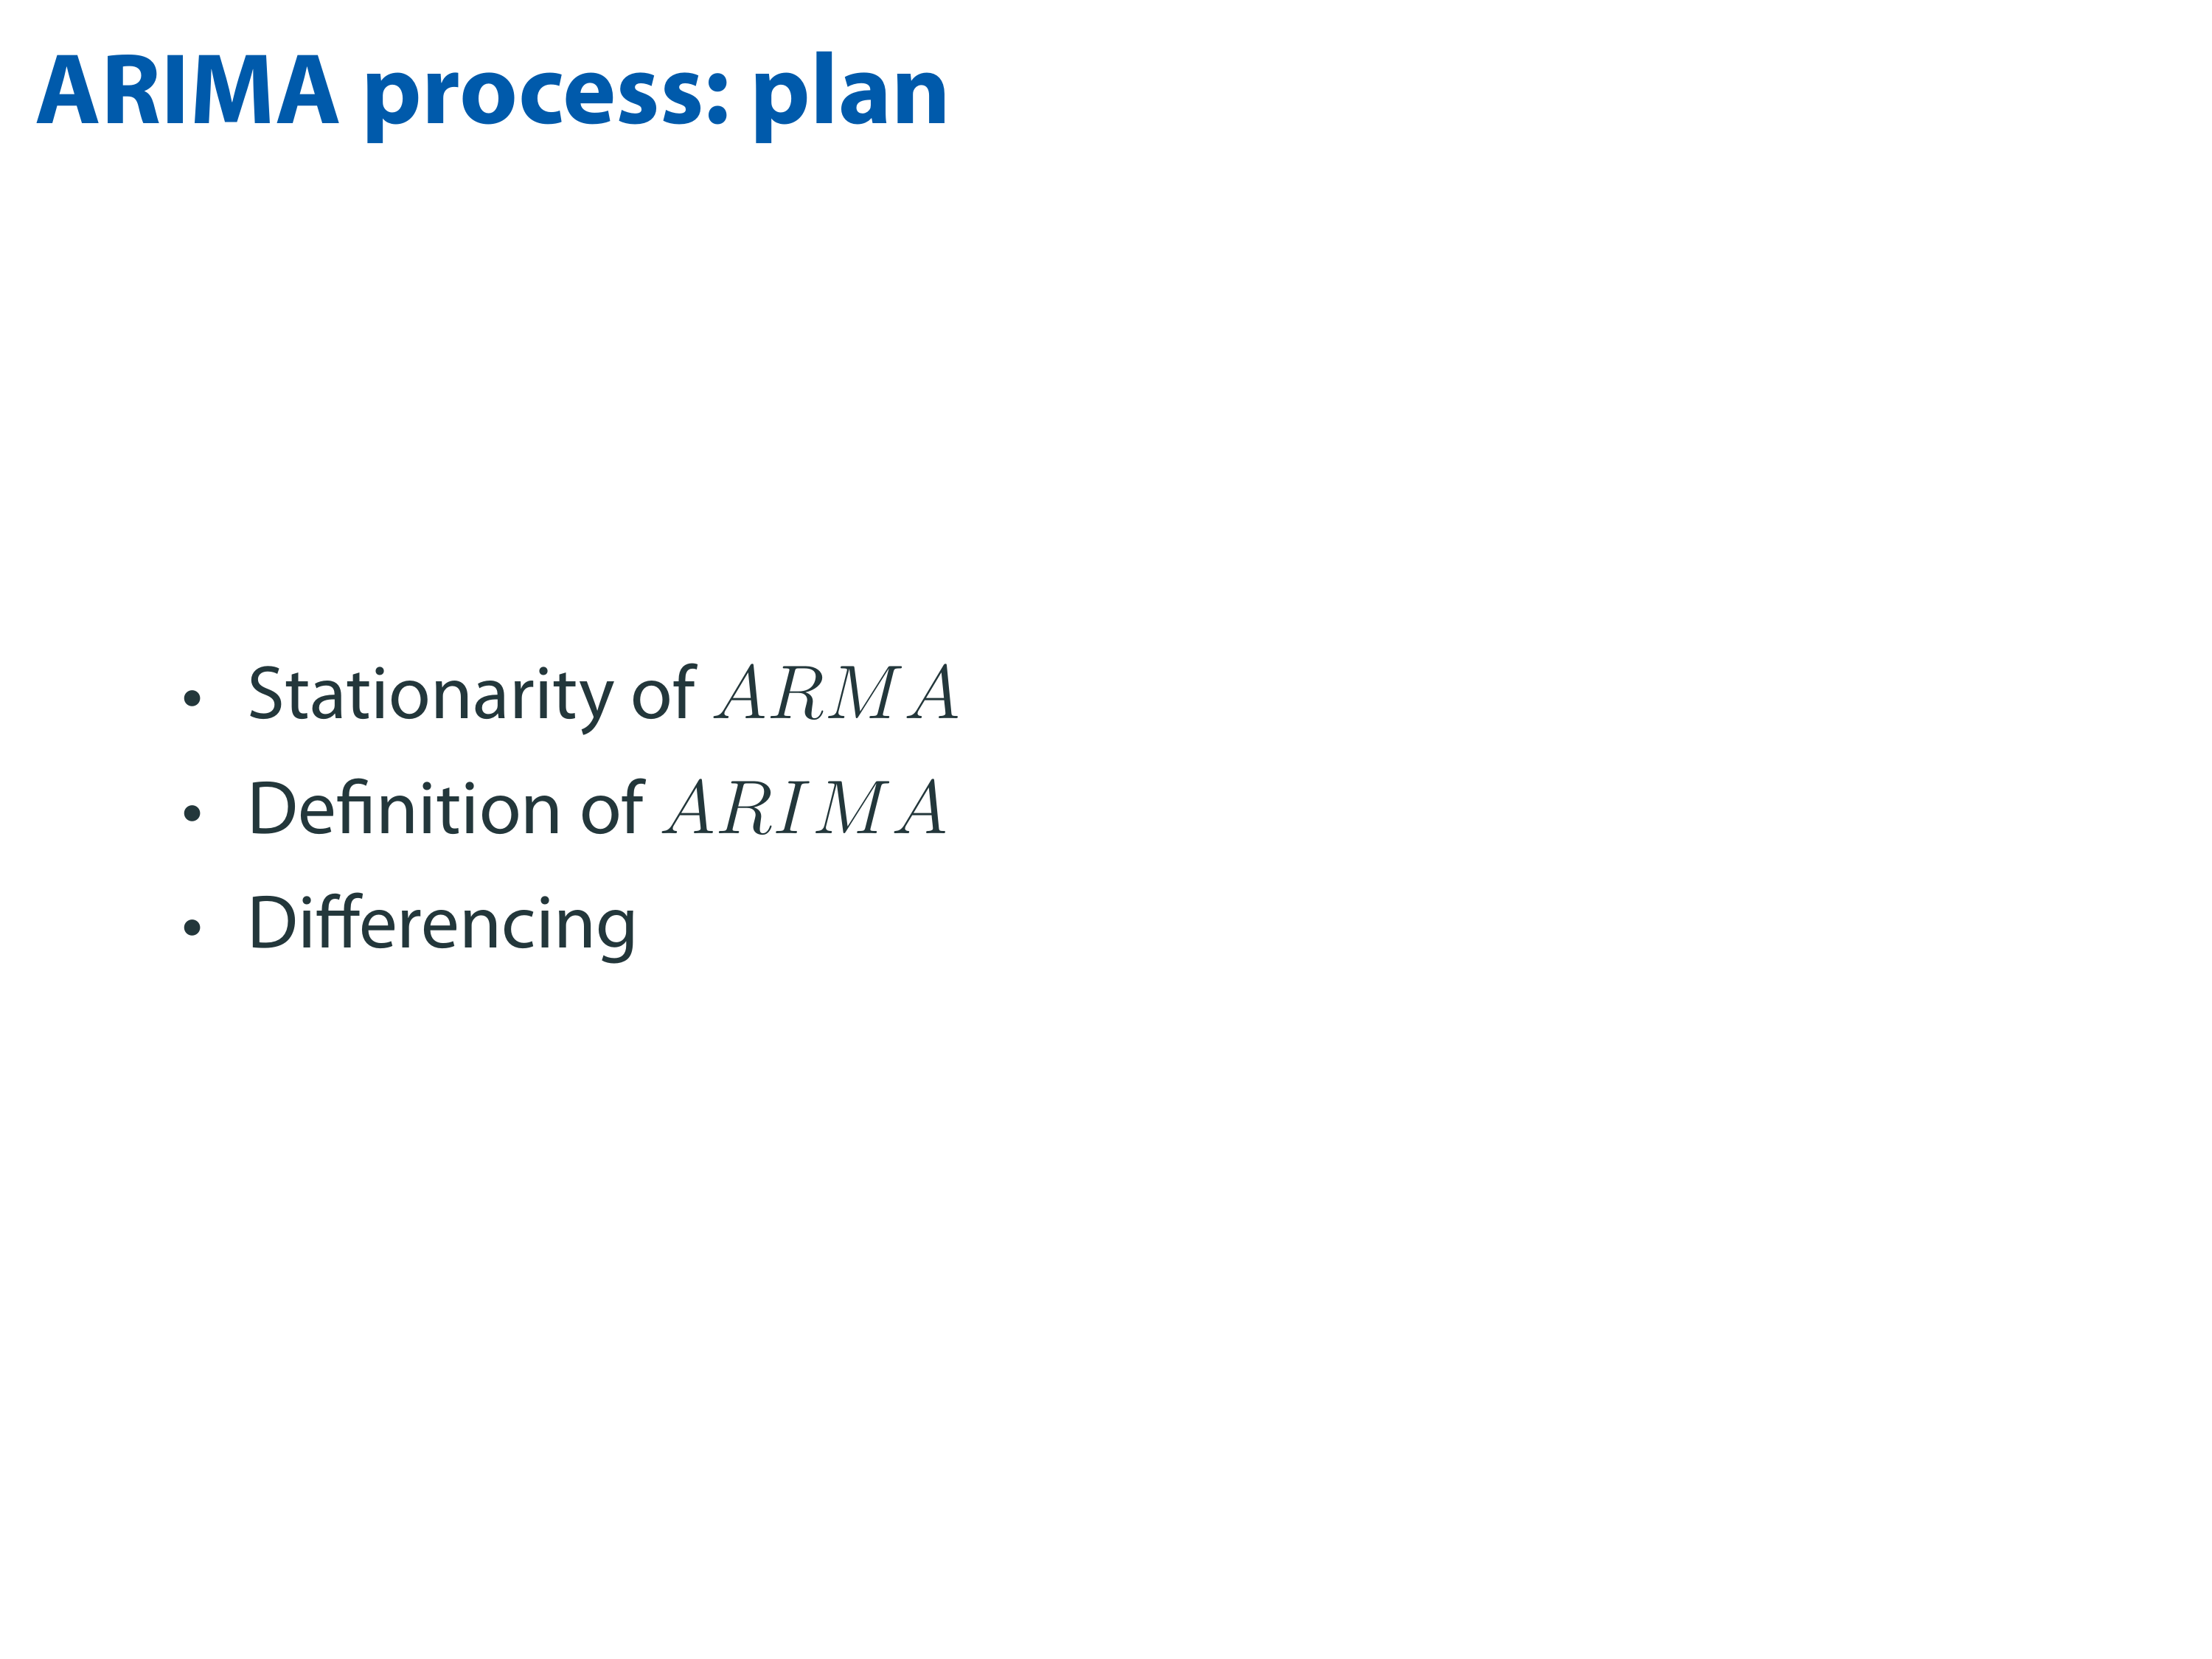 ARIMA process: plan
• Stationarity of ARMA
• Definition of ARIMA
• Differencing